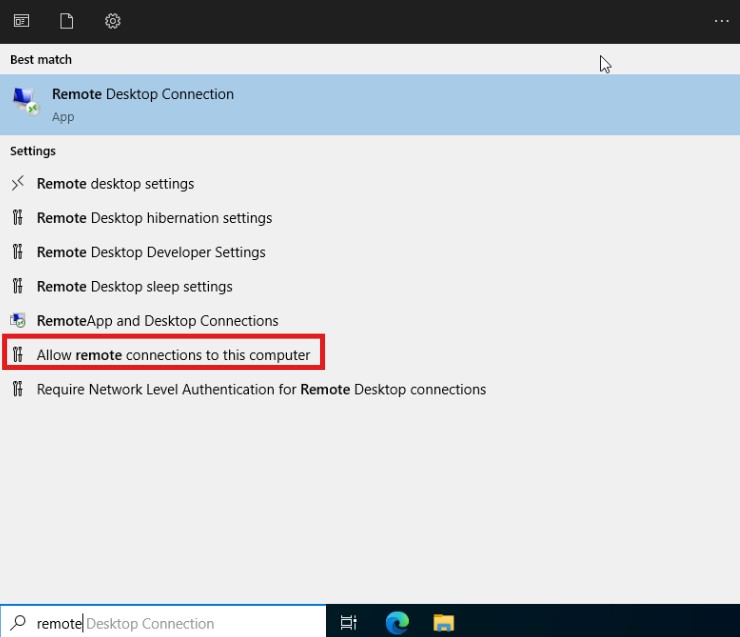 ...
Best match
Remote Desktop Connection
App
Settings
Remote desktop settings
Remote Desktop hibernation settings
Remote Desktop Developer Settings
Remote Desktop sleep settings
RemoteApp and Desktop Connections
Allow remote connections to this computer
Require Network Level Authentication for Remote Desktop connections
remote Desktop Connection